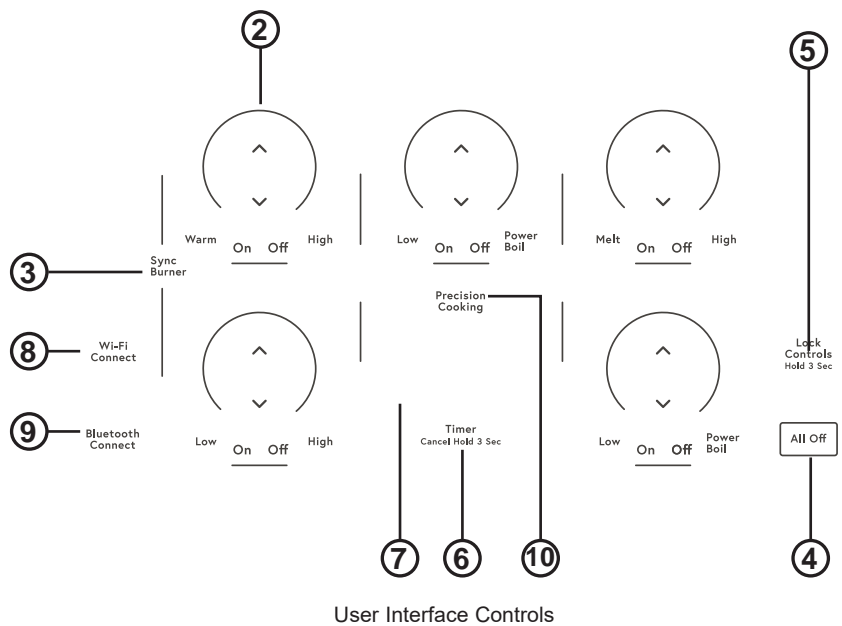 2
5
Warm
On Off
High
Low
On Off
Power
Boil
Melt
On Off
High
Sync
Burner
3
Precision
Cooking
8
Wi-Fi
Connect
Lock
Controls
Hold 3 Sec
9
Bluetooth
Connect
Low
On Off
High
Timer
Cancel Hold 3 Sec
Low
On Off
Power
Boil
All Off
7
6
10
4
User Interface Controls